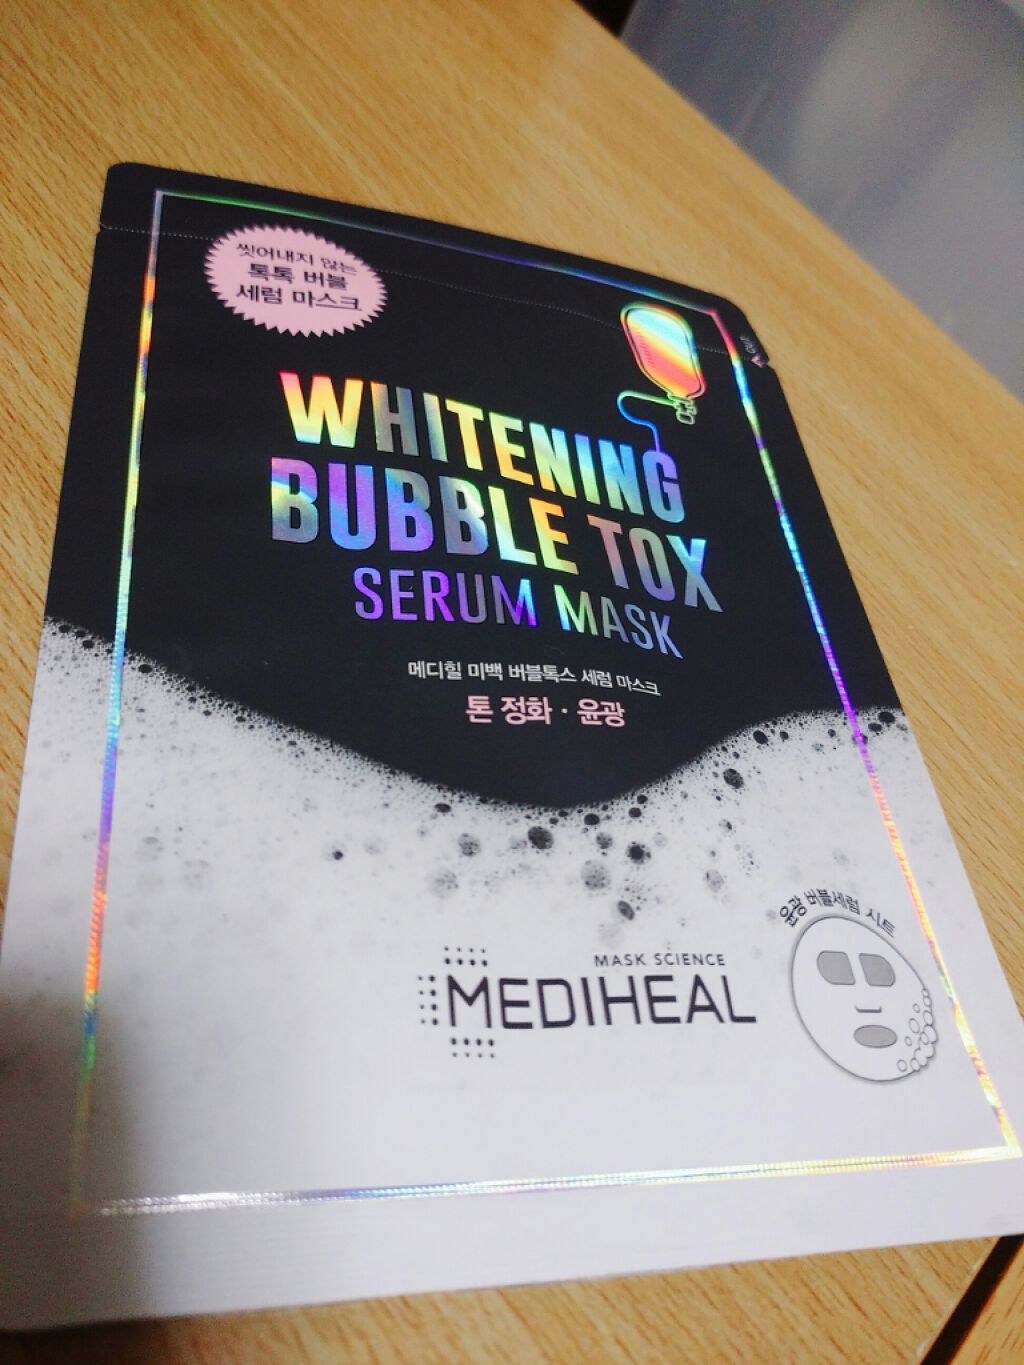 씻어내지 않는
톡톡 버블
세럼 마스크
CUT
WHITENING
BUBBLE TOX
SERUM MASK
메디힐 미백 버블톡스 세럼 마스크
톤 정화 · 윤광
윤광 버블세럼 시트
MASK SCIENCE
MEDIHEAL